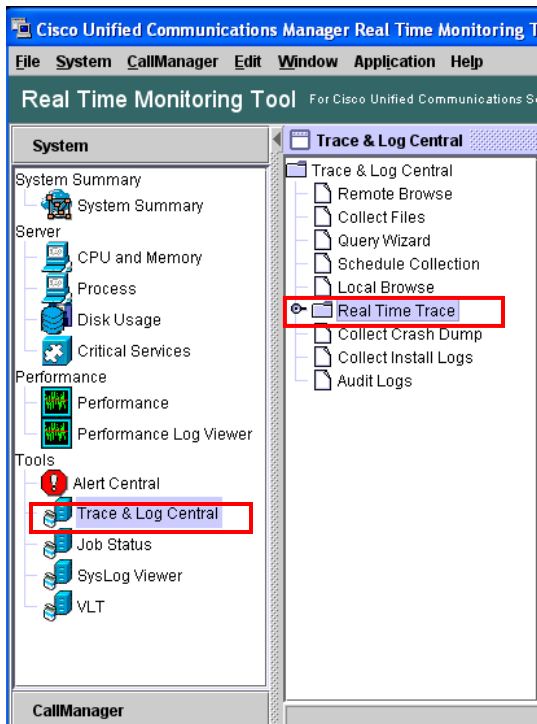 Cisco Unified Communications Manager Real Time Monitoring T
File System CallManager Edit Window Application Help
Real Time Monitoring Tool For Cisco Unified Communications S
System
System Summary
System Summary
Server
CPU and Memory
Process
Disk Usage
Critical Services
Performance
Performance
Performance Log Viewer
Tools
Alert Central
Trace & Log Central
Job Status
SysLog Viewer
VLT
CallManager
Trace & Log Central
Trace & Log Central
Remote Browse
Collect Files
Query Wizard
Schedule Collection
Local Browse
Real Time Trace
Collect Crash Dump
Collect Install Logs
Audit Logs